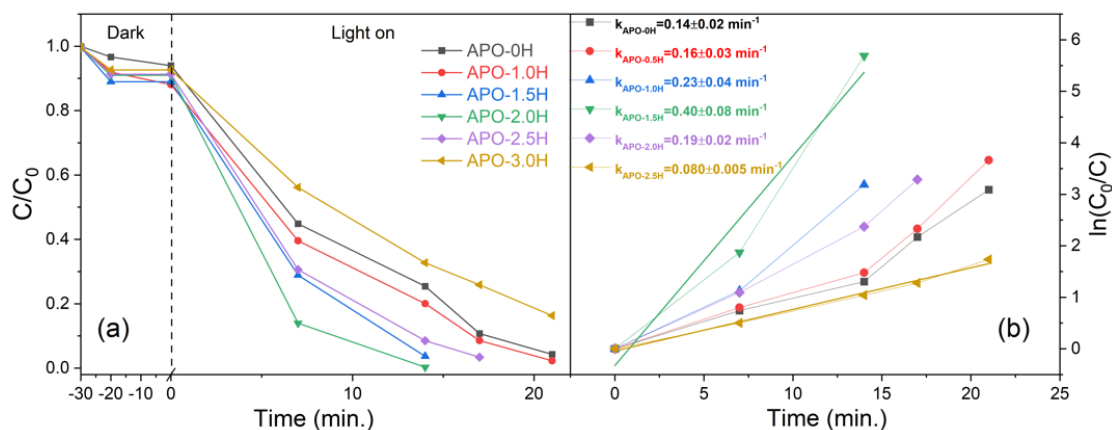 Dark
Light on
APO-0H
APO-1.0H
APO-1.5H
APO-2.0H
APO-2.5H
APO-3.0H
(a)
C/C0
1.0
0.8
0.6
0.4
0.2
0.0
-30 -20 -10 0 10 20
Time (min.)
kAPO-0H=0.14±0.02 min-1
kAPO-0.5H=0.16±0.03 min-1
kAPO-1.0H=0.23±0.04 min-1
kAPO-1.5H=0.40±0.08 min-1
kAPO-2.0H=0.19±0.02 min-1
kAPO-2.5H=0.080±0.005 min-1
(b)
6
5
4
3
2
1
0
ln(C0/C)
0 5 10 15 20 25
Time (min.)